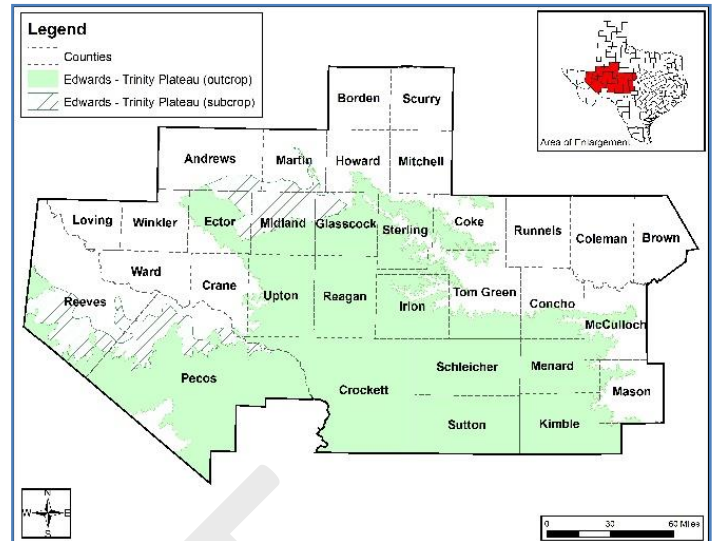 Legend
Counties
Edwards - Trinity Plateau (outcrop)
Edwards - Trinity Plateau (subcrop)
Area of Enlargement
Borden Scurry
Andrews Martin Howard Mitchell
Loving Winkler Ector Midland Glasscock Sterling Coke Runnels Coleman Brown
Ward Crane
Reeves Upton Reagan Irion Tom Green Concho
McCulloch
Pecos Crockett Schleicher Menard
Mason
Sutton Kimble
N
W E
S
0 30 60 Miles